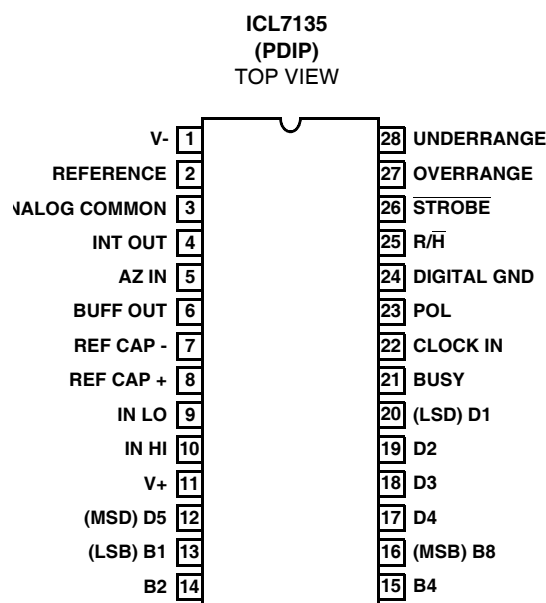 ICL7135
(PDIP)
TOP VIEW
V- 1
REFERENCE 2
NALOG COMMON 3
INT OUT 4
AZ IN 5
BUFF OUT 6
REF CAP - 7
REF CAP + 8
IN LO 9
IN HI 10
V+ 11
(MSD) D5 12
(LSB) B1 13
B2 14
28 UNDERRANGE
27 OVERRANGE
26 STROBE
25 R/H
24 DIGITAL GND
23 POL
22 CLOCK IN
21 BUSY
20 (LSD) D1
19 D2
18 D3
17 D4
16 (MSB) B8
15 B4